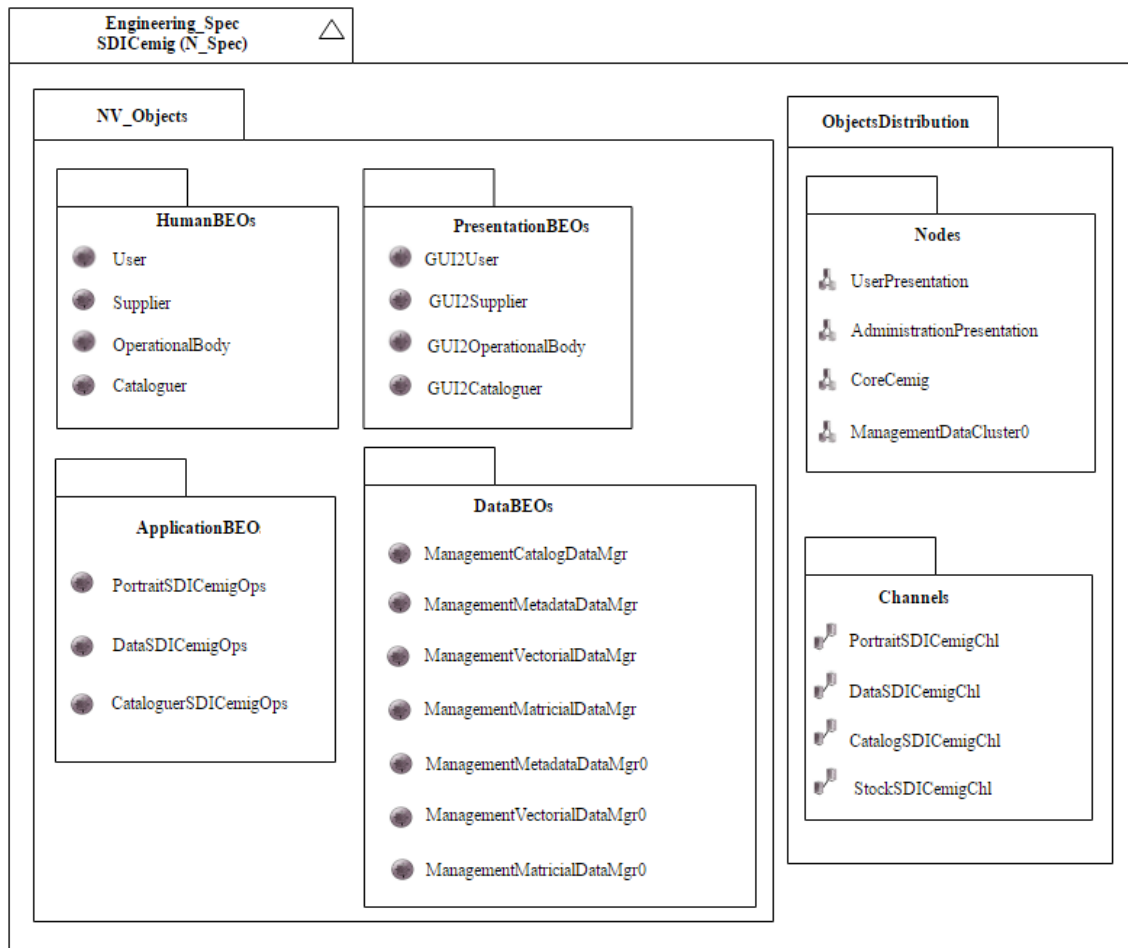 Engineering_Spec
SDICemig (N_Spec)
NV_Objects
HumanBEOs
User
Supplier
OperationalBody
Cataloguer
PresentationBEOs
GUI2User
GUI2Supplier
GUI2OperationalBody
GUI2Cataloguer
ApplicationBEO
PortraitSDICemigOps
DataSDICemigOps
CataloguerSDICemigOps
DataBEOs
ManagementCatalogDataMgr
ManagementMetadataDataMgr
ManagementVectorialDataMgr
ManagementMatricialDataMgr
ManagementMetadataDataMgr0
ManagementVectorialDataMgr0
ManagementMatricialDataMgr0
ObjectsDistribution
Nodes
UserPresentation
AdministrationPresentation
CoreCemig
ManagementDataCluster0
Channels
PortraitSDICemigChl
DataSDICemigChl
CatalogSDICemigChl
StockSDICemigChl